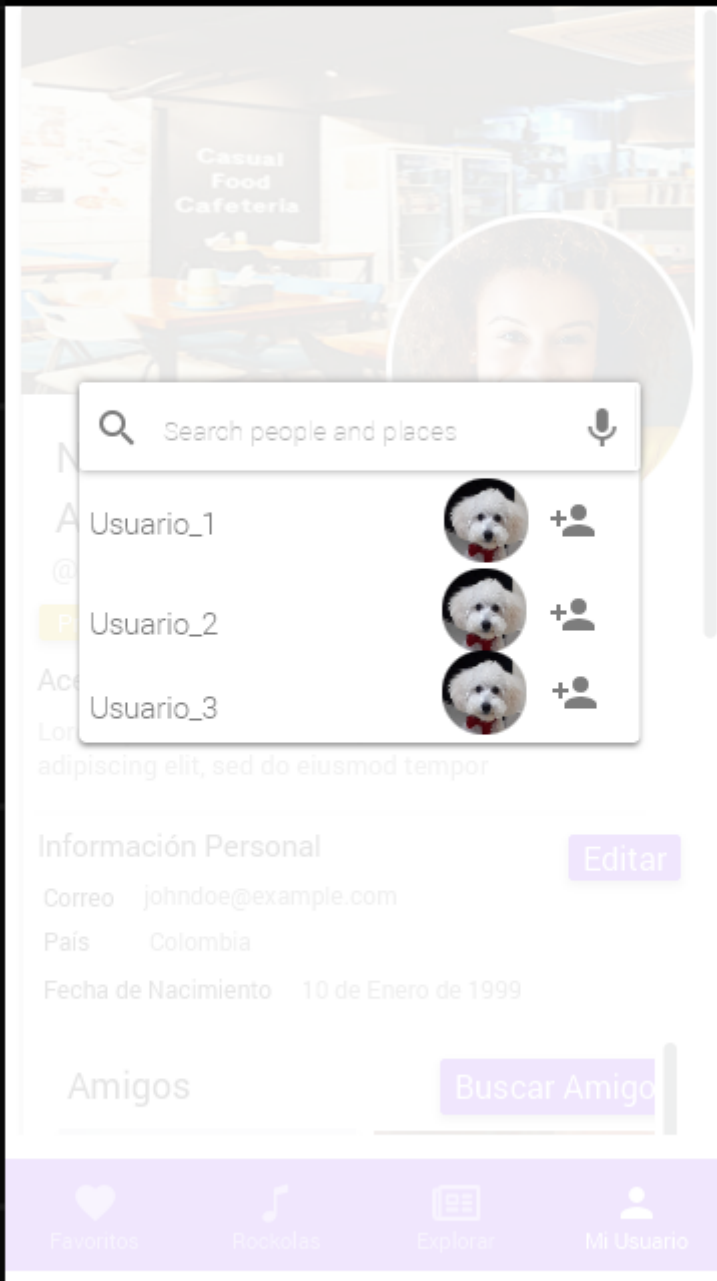 Casual
Food
Cafeteria
Search people and places
N
Usuario_1
A
@
Usuario_2
P
Ace
Usuario_3
Lor
adipiscing elit, sed do eiusmod tempor
Información Personal
Editar
Correo johndoe@example.com
País Colombia
Fecha de Nacimiento 10 de Enero de 1999
Amigos
Buscar Amigo
Favoritos Rockolas Explorar Mi Usuario